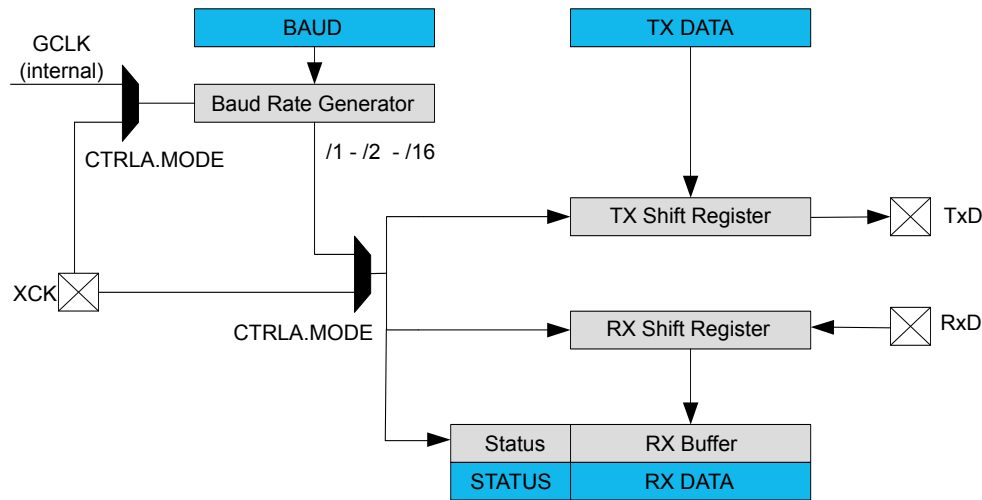 BAUD
TX DATA
GCLK
(internal)
Baud Rate Generator
CTRLA.MODE
/1 - /2 - /16
TX Shift Register
TxD
XCK
CTRLA.MODE
RX Shift Register
RxD
Status
RX Buffer
STATUS
RX DATA